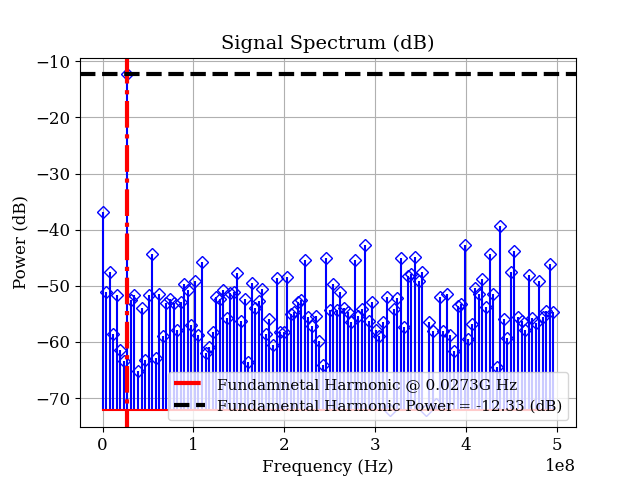 Signal Spectrum (dB)
−10
−20
−30
−40
−50
−60
−70
Power (dB)
Fundamnetal Harmonic @ 0.0273G Hz
Fundamental Harmonic Power = -12.33 (dB)
0 1 2 3 4 5
1e8
Frequency (Hz)